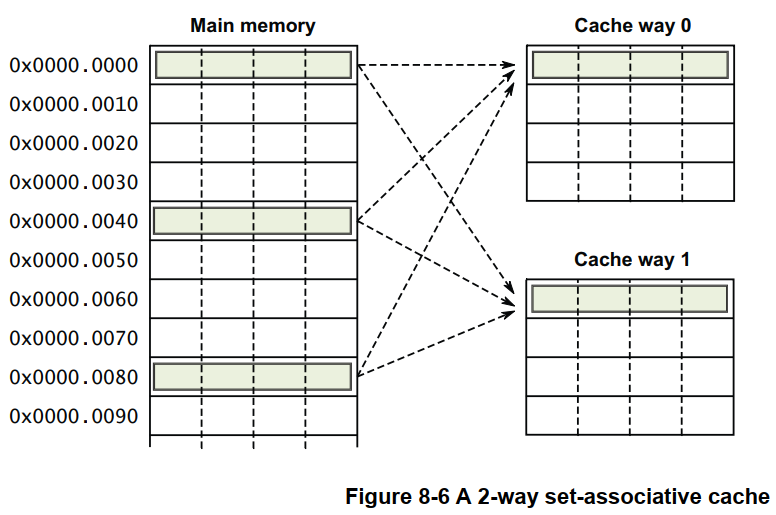 Main memory
Cache way 0
0x0000.0000
0x0000.0010
0x0000.0020
0x0000.0030
0x0000.0040
0x0000.0050
0x0000.0060
0x0000.0070
0x0000.0080
0x0000.0090
Cache way 1
Figure 8-6 A 2-way set-associative cache